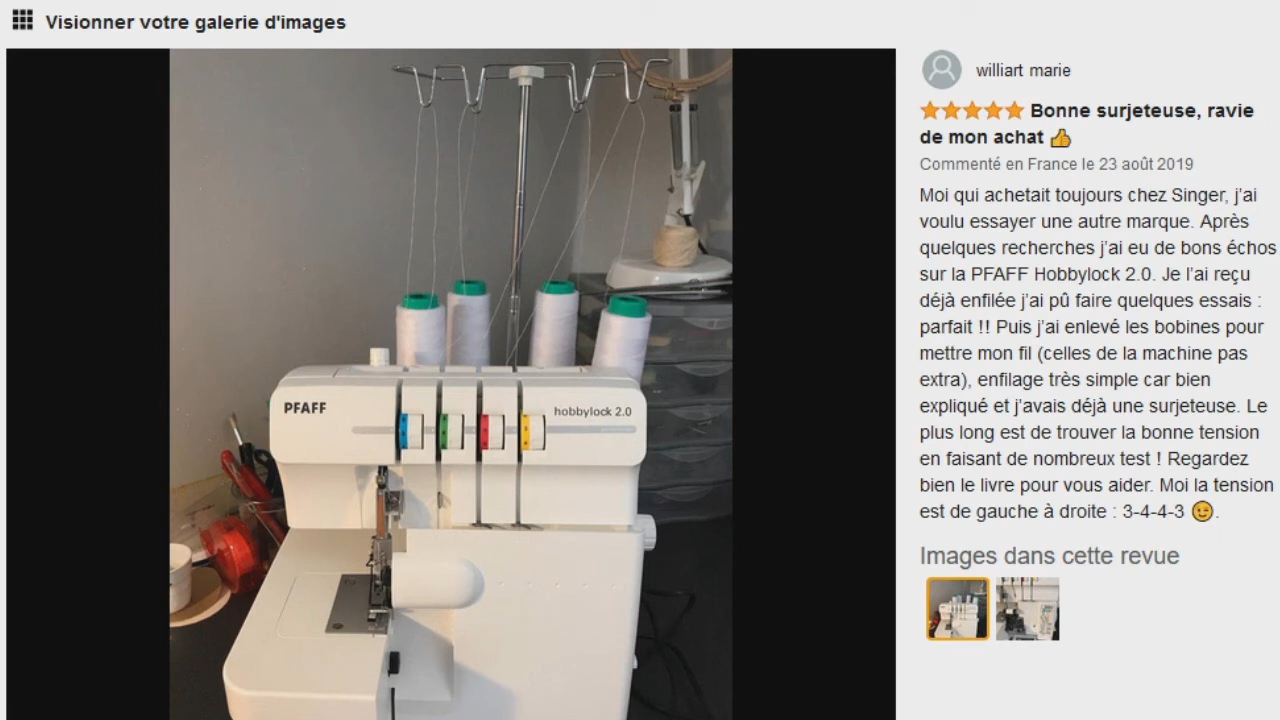 Visionner votre galerie d'images
PFAFF
hobbylock 2.0
williart marie
Bonne surjeteuse, ravie
de mon achat 👍
Commenté en France le 23 août 2019
Moi qui achetait toujours chez Singer, j'ai
voulu essayer une autre marque. Après
quelques recherches j'ai eu de bons échos
sur la PFAFF Hobbylock 2.0. Je l'ai reçu
déjà enfilée j'ai pû faire quelques essais :
parfait !! Puis j'ai enlevé les bobines pour
mettre mon fil (celles de la machine pas
extra), enfilage très simple car bien
expliqué et j'avais déjà une surjeteuse. Le
plus long est de trouver la bonne tension
en faisant de nombreux test ! Regardez
bien le livre pour vous aider. Moi la tension
est de gauche à droite : 3-4-4-3 😉.
Images dans cette revue